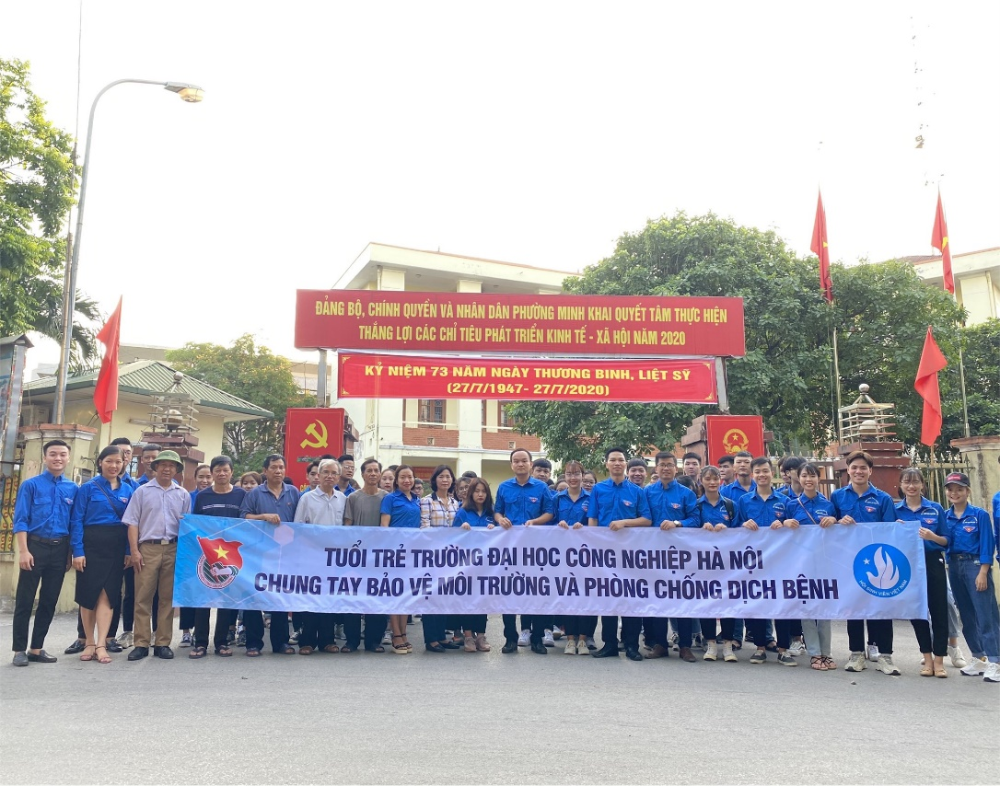 ĐẢNG BỘ, CHÍNH QUYỀN VÀ NHÂN DÂN PHƯỜNG MINH KHAI QUYẾT TÂM THỰC HIỆN
THẮNG LỢI CÁC CHỈ TIÊU PHÁT TRIỂN KINH TẾ - XÃ HỘI NĂM 2020
KỶ NIỆM 73 NĂM NGÀY THƯƠNG BINH, LIỆT SỸ
(27/7/1947- 27/7/2020)
TUỔI TRẺ TRƯỜNG ĐẠI HỌC CÔNG NGHIỆP HÀ NỘI
CHUNG TAY BẢO VỆ MÔI TRƯỜNG VÀ PHÒNG CHỐNG DỊCH BỆNH
HỘI SINH VIÊN VIỆT NAM